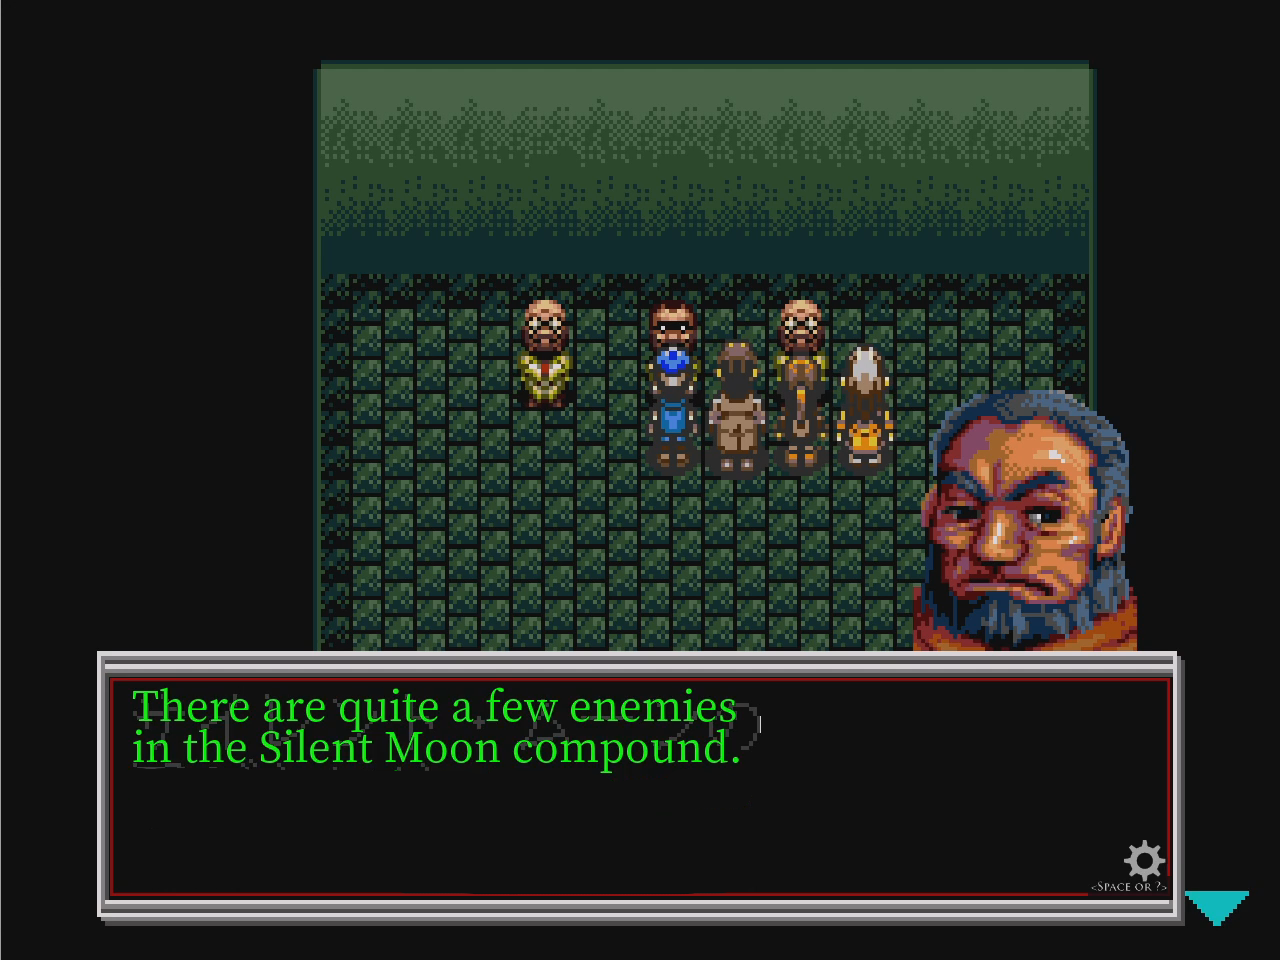 There are quite a few enemies
in the Silent Moon compound.
<Space or ?>